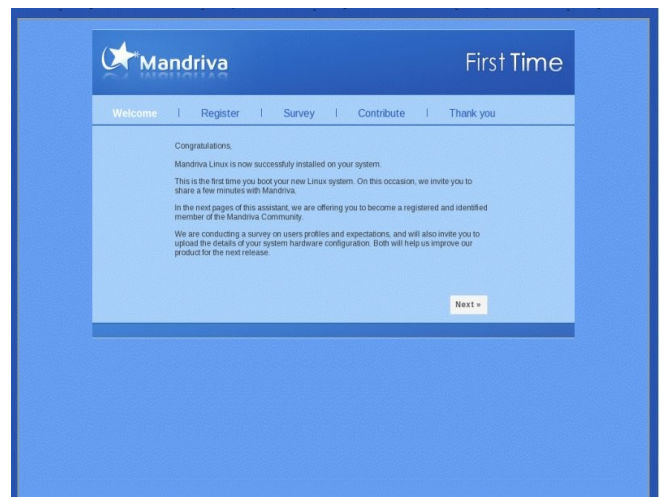 Mandriva
First Time
Welcome | Register | Survey | Contribute | Thank you
Congratulations,
Mandriva Linux is now successfuly installed on your system.
This is the first time you boot your new Linux system. On this occasion, we invite you to
share a few minutes with Mandriva.
In the next pages of this assistant, we are offering you to become a registered and identified
member of the Mandriva Community.
We are conducting a survey on users profiles and expectations, and will also invite you to
upload the details of your system hardware configuration. Both will help us improve our
product for the next release.
Next »